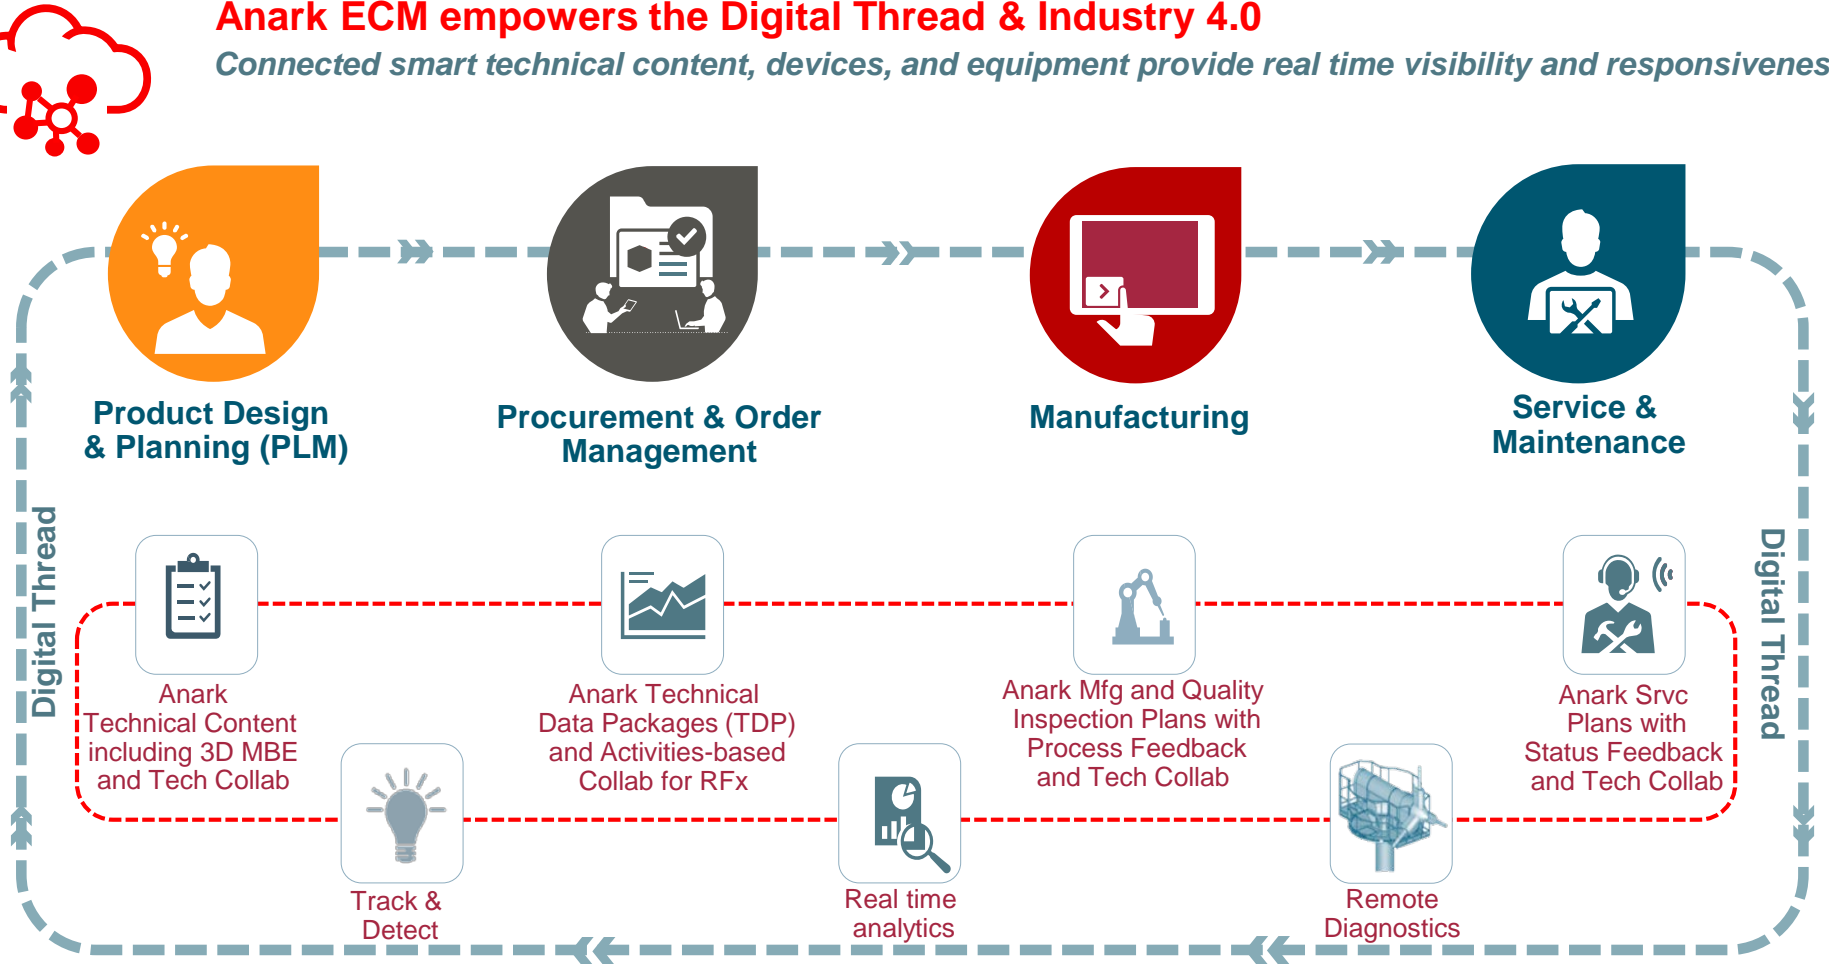 Anark ECM empowers the Digital Thread & Industry 4.0
Connected smart technical content, devices, and equipment provide real time visibility and responsivenes
Product Design
& Planning (PLM)
Procurement & Order
Management
Manufacturing
Service &
Maintenance
Digital Thread
Digital Thread
Anark
Technical Content
including 3D MBE
and Tech Collab
Anark Technical
Data Packages (TDP)
and Activities-based
Collab for RFx
Anark Mfg and Quality
Inspection Plans with
Process Feedback
and Tech Collab
Anark Srvc
Plans with
Status Feedback
and Tech Collab
Track &
Detect
Real time
analytics
Remote
Diagnostics